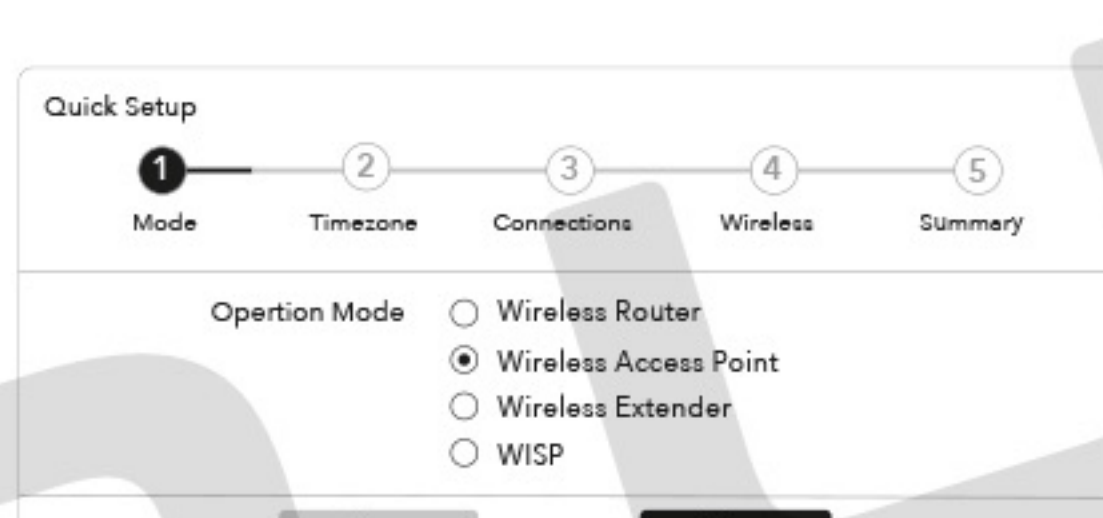 Quick Setup
1 2 3 4 5
Mode Timezone Connections Wireless Summary
Opertion Mode Wireless Router
Wireless Access Point
Wireless Extender
WISP